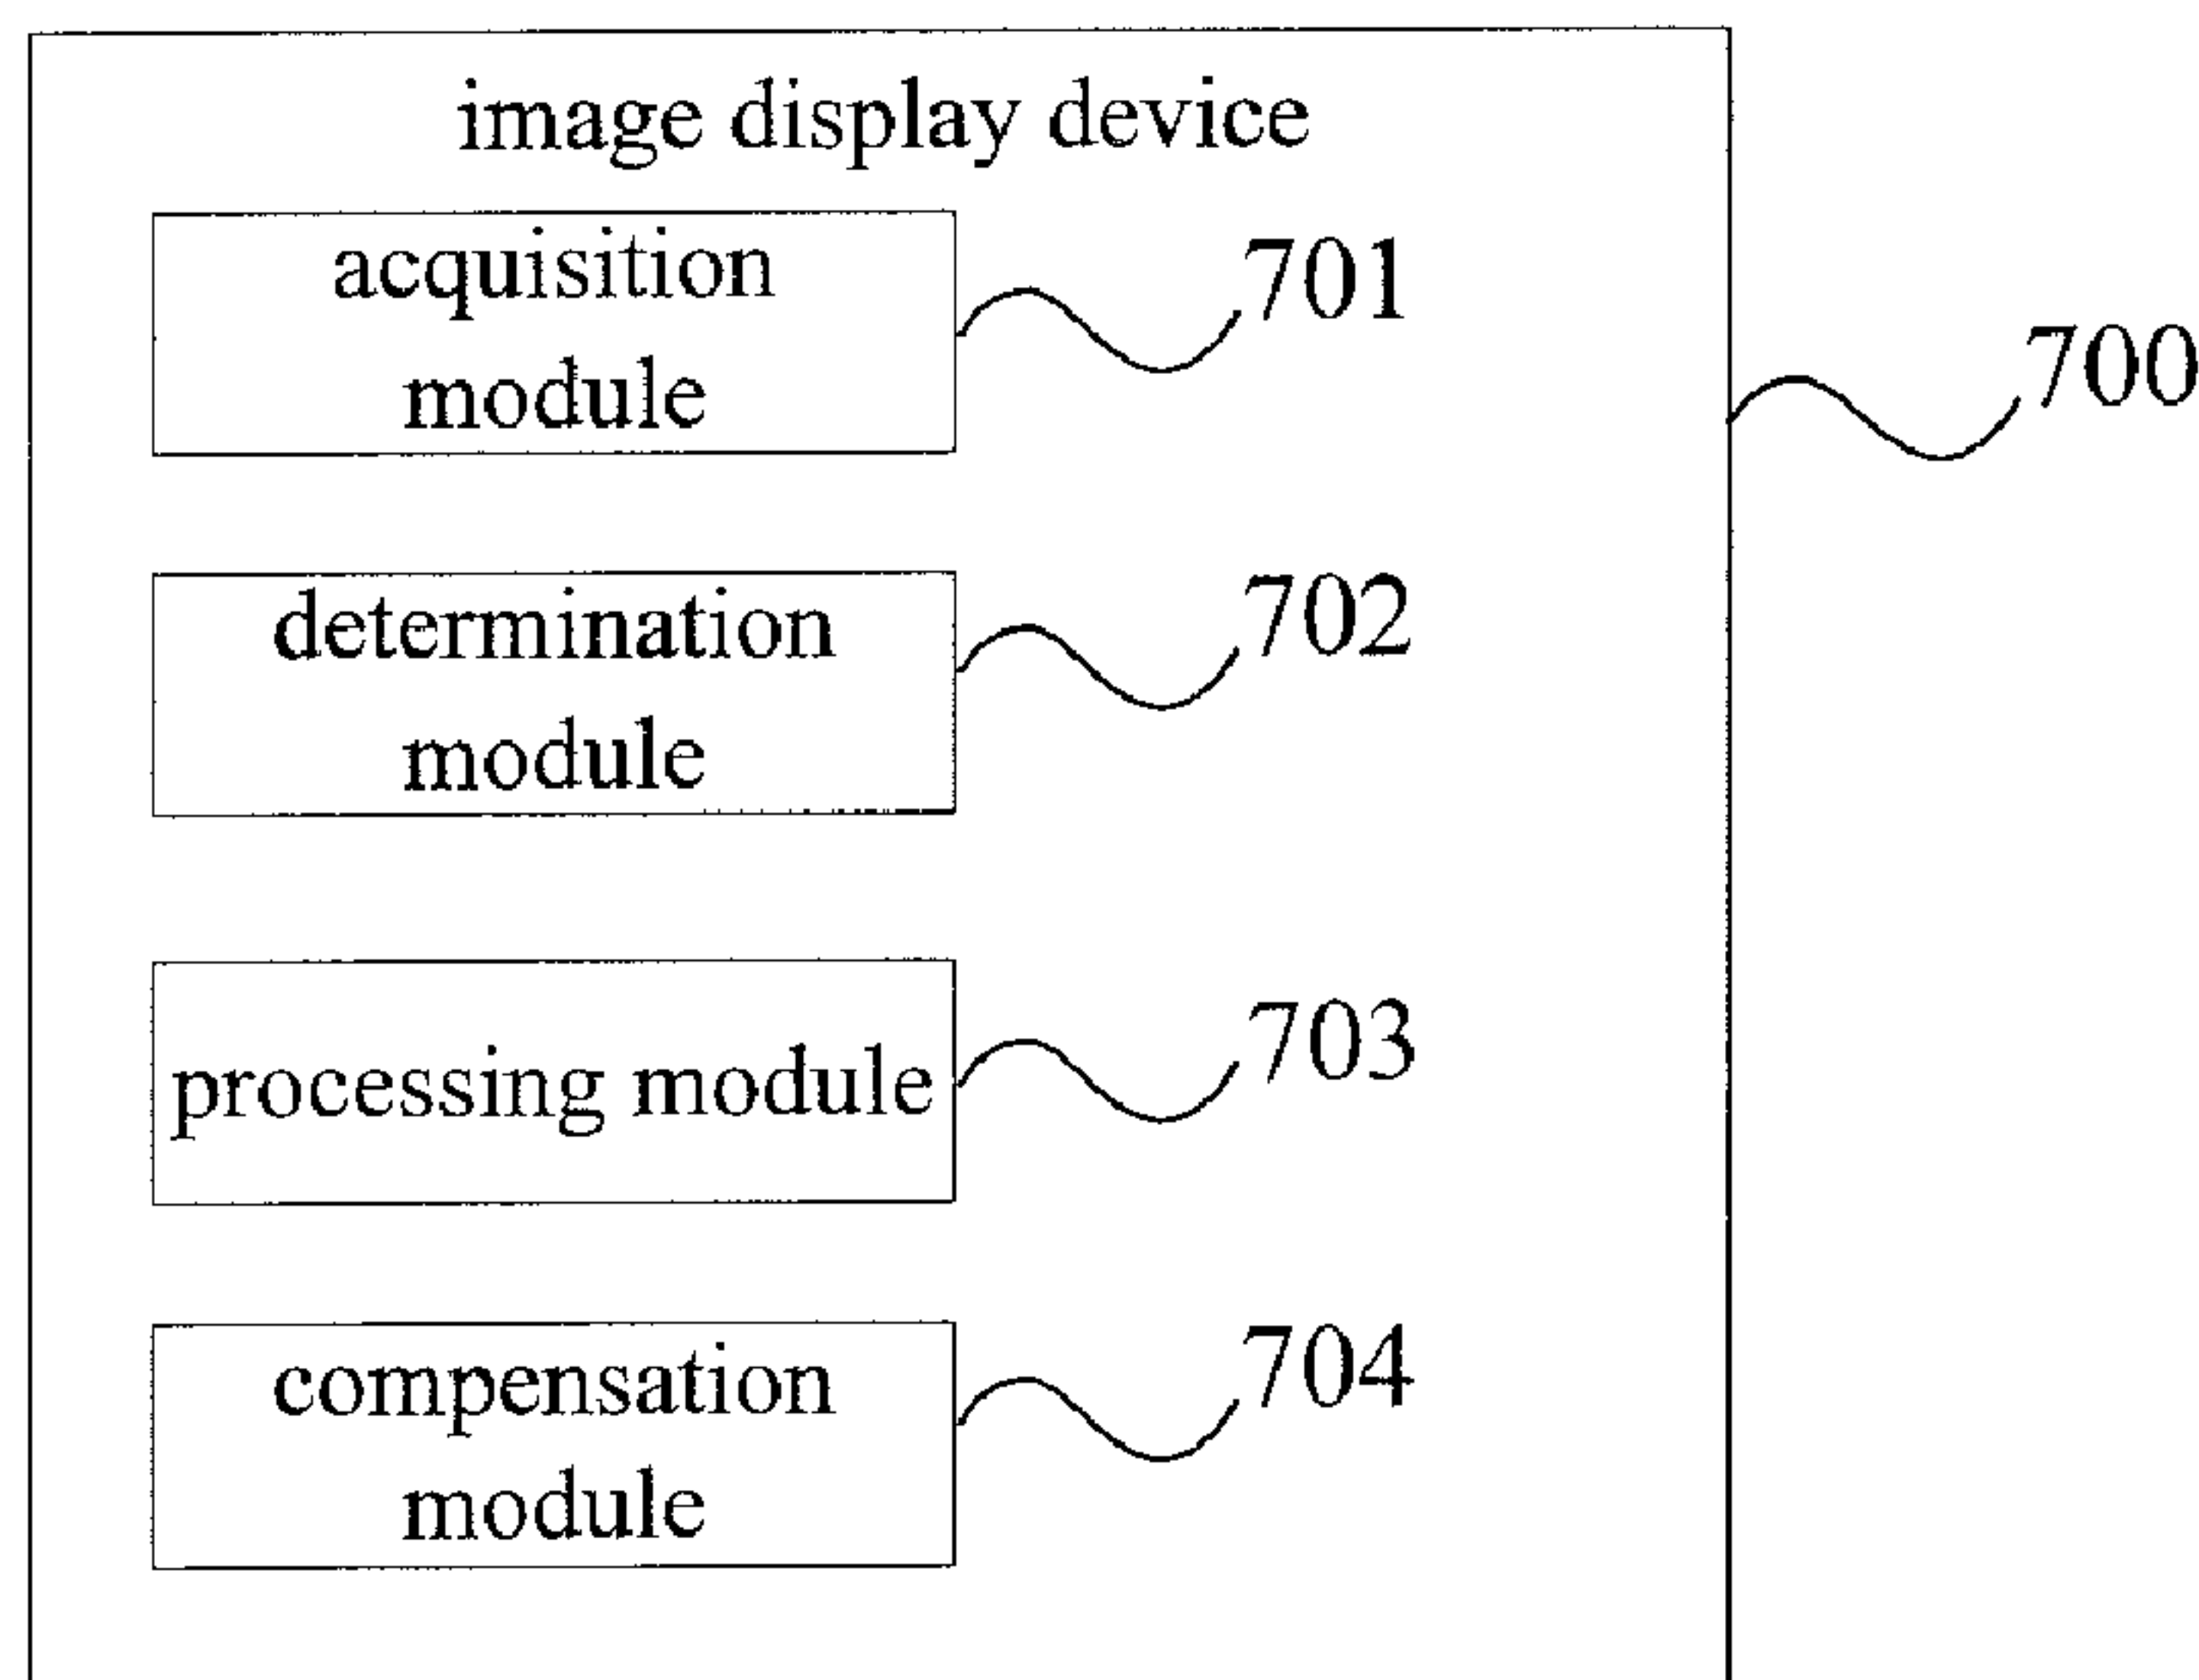 image display device
acquisition
module
701
700
determination
module
702
processing module
703
compensation
module
704